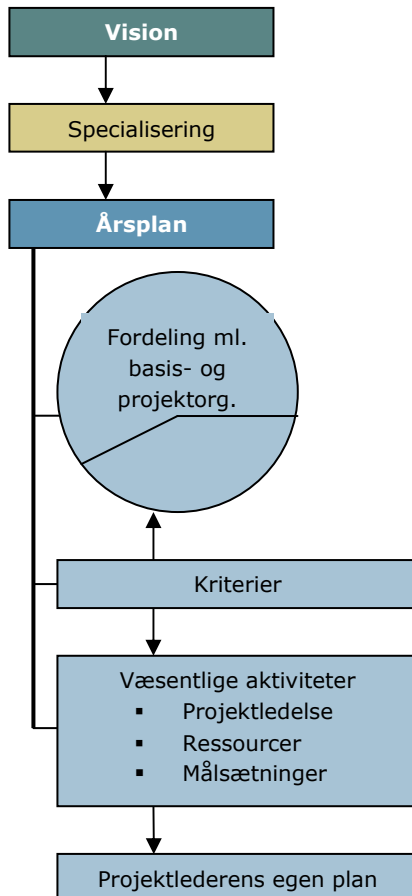 Vision
Specialisering
Årsplan
Fordeling ml.
basis- og
projektorg.
Kriterier
Væsentlige aktiviteter
▪ Projektledelse
▪ Ressourcer
▪ Målsætninger
Projektlederens egen plan